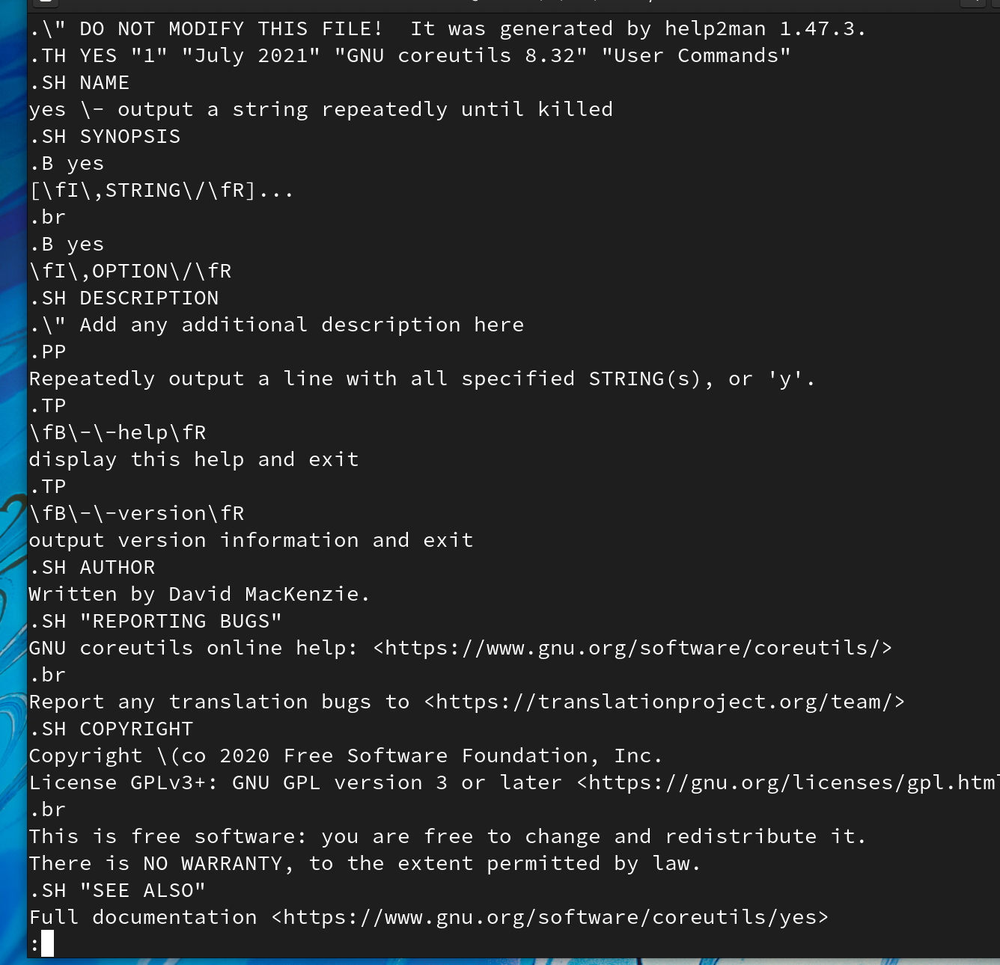 .\" DO NOT MODIFY THIS FILE!  It was generated by help2man 1.47.3.
.TH YES "1" "July 2021" "GNU coreutils 8.32" "User Commands"
.SH NAME
yes \- output a string repeatedly until killed
.SH SYNOPSIS
.B yes
[\fI\,STRING\/\fR]...
.br
.B yes
\fI\,OPTION\/\fR
.SH DESCRIPTION
.\" Add any additional description here
.PP
Repeatedly output a line with all specified STRING(s), or 'y'.
.TP
\fB\-\-help\fR
display this help and exit
.TP
\fB\-\-version\fR
output version information and exit
.SH AUTHOR
Written by David MacKenzie.
.SH "REPORTING BUGS"
GNU coreutils online help: <https://www.gnu.org/software/coreutils/>
.br
Report any translation bugs to <https://translationproject.org/team/>
.SH COPYRIGHT
Copyright \(co 2020 Free Software Foundation, Inc.
License GPLv3+: GNU GPL version 3 or later <https://gnu.org/licenses/gpl.html
.br
This is free software: you are free to change and redistribute it.
There is NO WARRANTY, to the extent permitted by law.
.SH "SEE ALSO"
Full documentation <https://www.gnu.org/software/coreutils/yes>
: